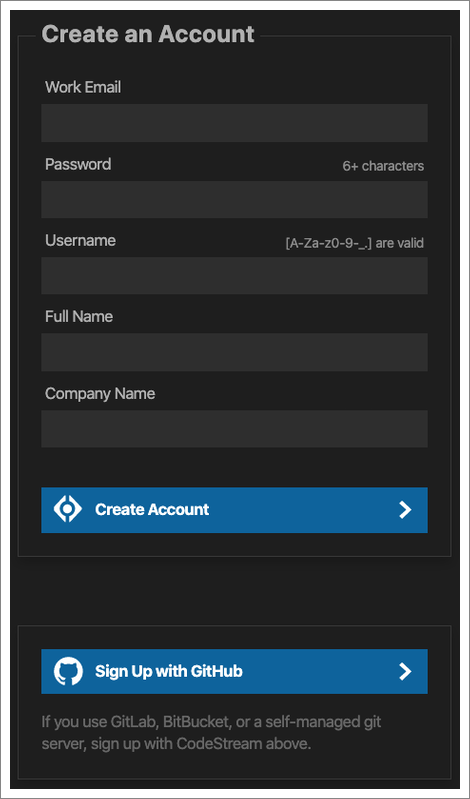 Create an Account
Work Email
Password 6+ characters
Username [A-Za-z0-9-_.] are valid
Full Name
Company Name
Create Account
Sign Up with GitHub
If you use GitLab, BitBucket, or a self-managed git
server, sign up with CodeStream above.